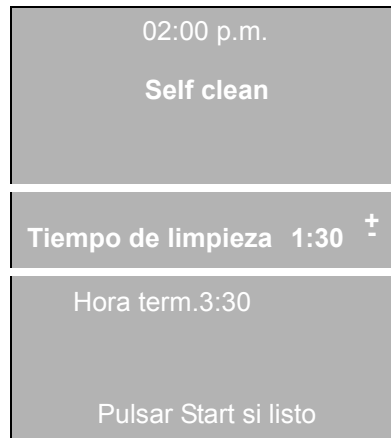 02:00 p.m.
Self clean
Tiempo de limpieza 1:30 +
-
Hora term.3:30
Pulsar Start si listo